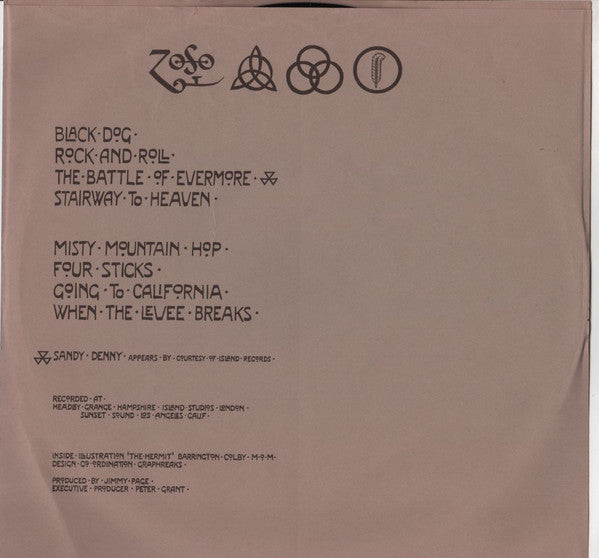 BLACK · DOG ·
ROCK · AND · ROLL ·
THE · BATTLE · OF · EVERMORE ·
STAIRWAY · To · HEAVEN ·
MISTY · MOUNTAIN · HOP ·
FOUR · STICKS ·
GOING · To · CALIFORNIA ·
WHEN · THE · LEVEE · BREAKS ·
SANDY · DENNY · APPEARS · BY · COURTESY · OF · ISLAND · RECORDS ·
RECORDED · AT ·
HEADLEY · GRANGE · HAMPSHIRE · ISLAND · STUDIOS · LONDON ·
SUNSET · SOUND · LOS · ANGELES · CALIF ·
INSIDE · ILLUSTRATION 'THE · HERMIT' BARRINGTON · COLBY · M · O · M ·
DESIGN · CO-ORDINATION · GRAPHREAKS ·
PRODUCED · BY · JIMMY · PAGE ·
EXECUTIVE · PRODUCER · PETER · GRANT ·